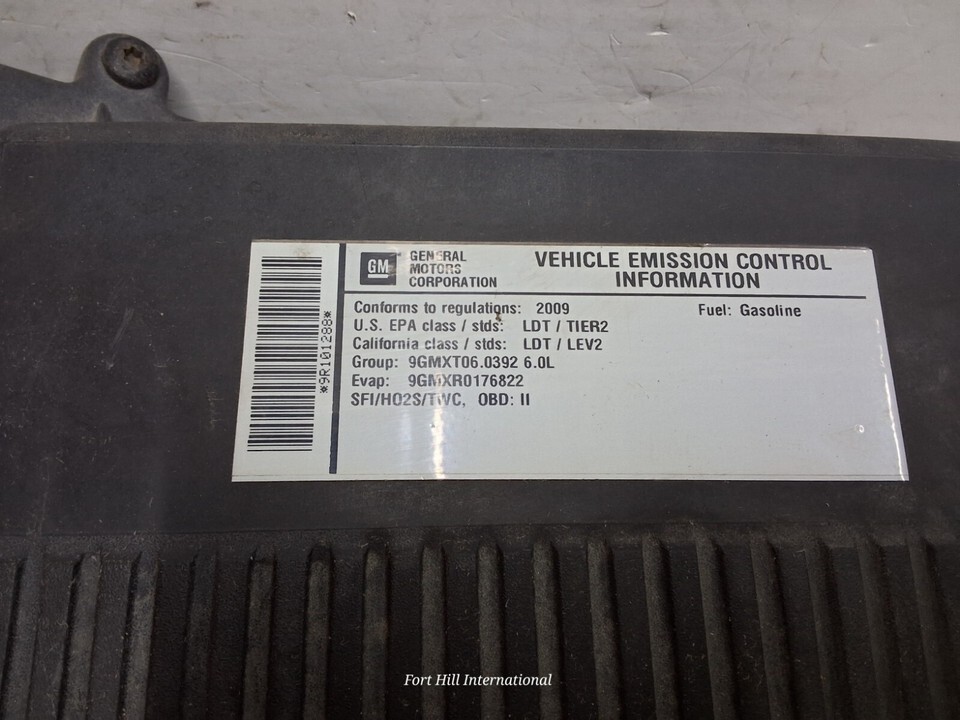 *9R101288*
GM
GENERAL
MOTORS
CORPORATION
VEHICLE EMISSION CONTROL
INFORMATION
Conforms to regulations: 2009 Fuel: Gasoline
U.S. EPA class / stds: LDT / TIER2
California class / stds: LDT / LEV2
Group: 9GMXT06.0392 6.0L
Evap: 9GMXR0176822
SFI/HO2S/TWC, OBD: II
Fort Hill International